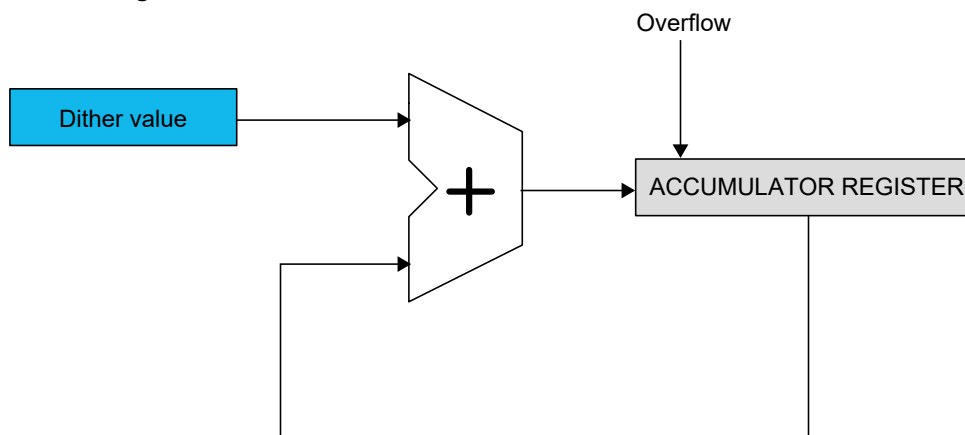 Overflow
Dither value
+
ACCUMULATOR REGISTER